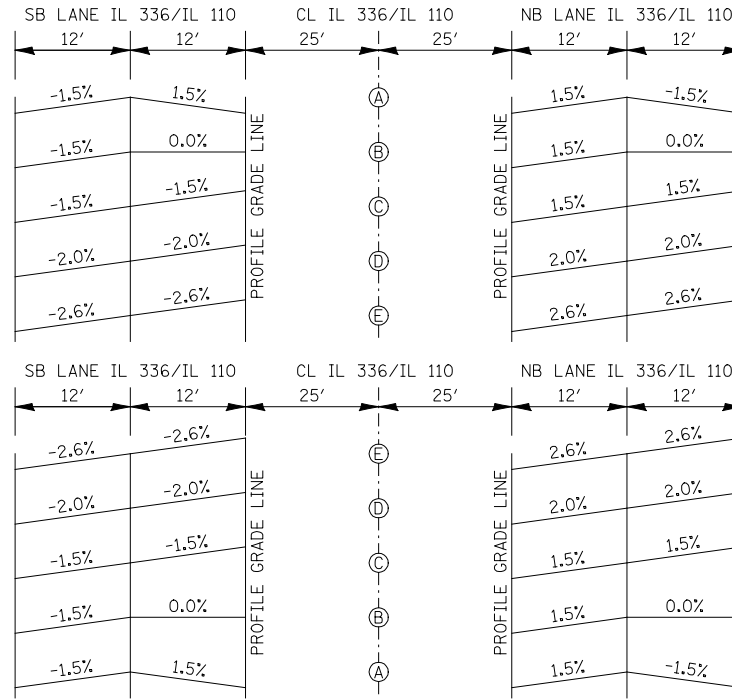 SB LANE IL 336/IL 110 CL IL 336/IL 110 NB LANE IL 336/IL 110
12' 12' 25' 25' 12' 12'
-1.5% 1.5% A 1.5% -1.5%
-1.5% 0.0% B 1.5% 0.0%
-1.5% -1.5% C 1.5% 1.5%
-2.0% -2.0% D 2.0% 2.0%
-2.6% -2.6% E 2.6% 2.6%
PROFILE GRADE LINE
PROFILE GRADE LINE
SB LANE IL 336/IL 110 CL IL 336/IL 110 NB LANE IL 336/IL 110
12' 12' 25' 25' 12' 12'
-2.6% -2.6% E 2.6% 2.6%
-2.0% -2.0% D 2.0% 2.0%
-1.5% -1.5% C 1.5% 1.5%
-1.5% 0.0% B 1.5% 0.0%
-1.5% 1.5% A 1.5% -1.5%
PROFILE GRADE LINE
PROFILE GRADE LINE